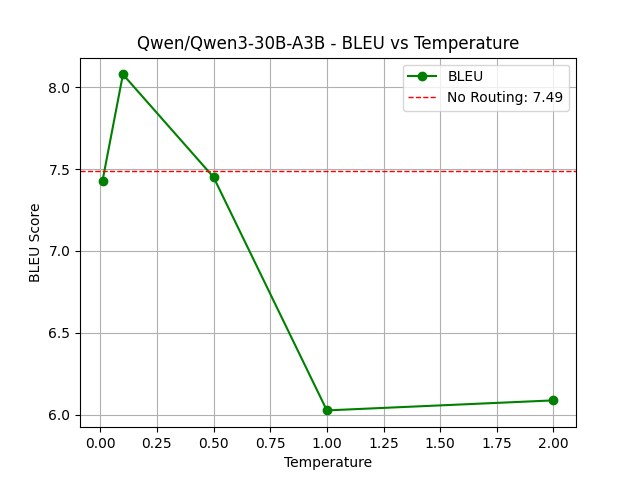 Qwen/Qwen3-30B-A3B - BLEU vs Temperature
BLEU
No Routing: 7.49
8.0
7.5
7.0
6.5
6.0
BLEU Score
0.00 0.25 0.50 0.75 1.00 1.25 1.50 1.75 2.00
Temperature